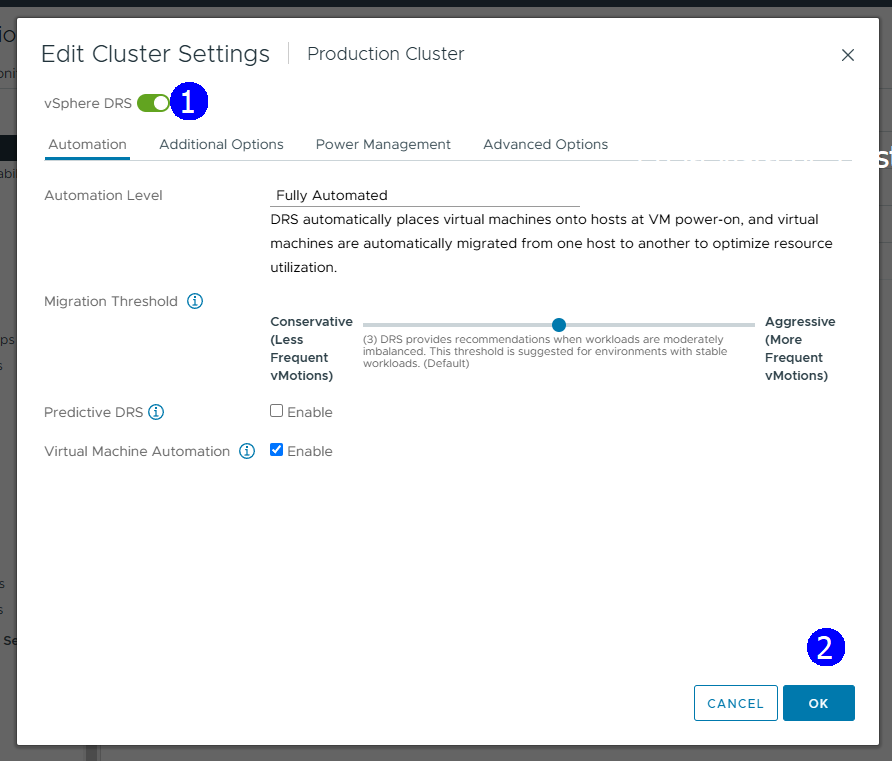 Edit Cluster Settings Production Cluster
vSphere DRS 1
Automation Additional Options Power Management Advanced Options
Automation Level Fully Automated
DRS automatically places virtual machines onto hosts at VM power-on, and virtual
machines are automatically migrated from one host to another to optimize resource
utilization.
Migration Threshold
Conservative
(Less
Frequent
vMotions)
(3) DRS provides recommendations when workloads are moderately
imbalanced. This threshold is suggested for environments with stable
workloads. (Default)
Aggressive
(More
Frequent
vMotions)
Predictive DRS Enable
Virtual Machine Automation Enable
2
CANCEL OK